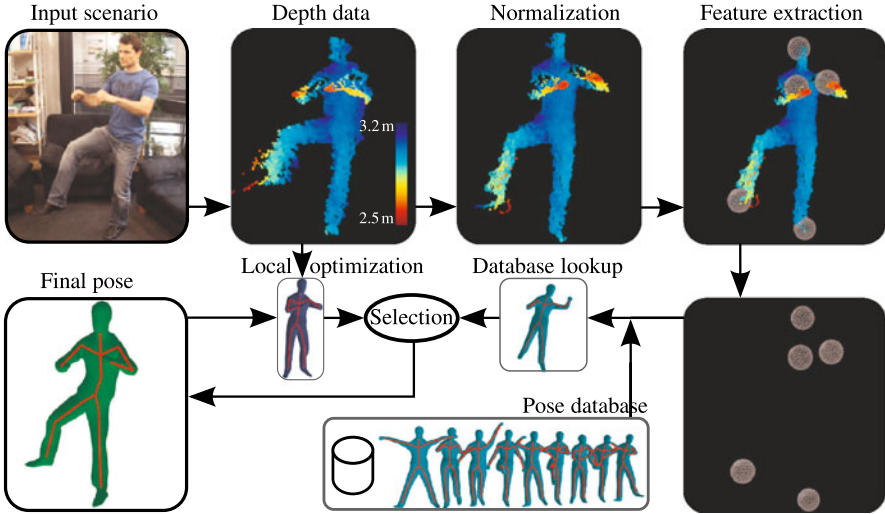 Input scenario
Depth data
Normalization
Feature extraction
3.2 m
2.5 m
Local optimization
Database lookup
Final pose
Selection
Pose database